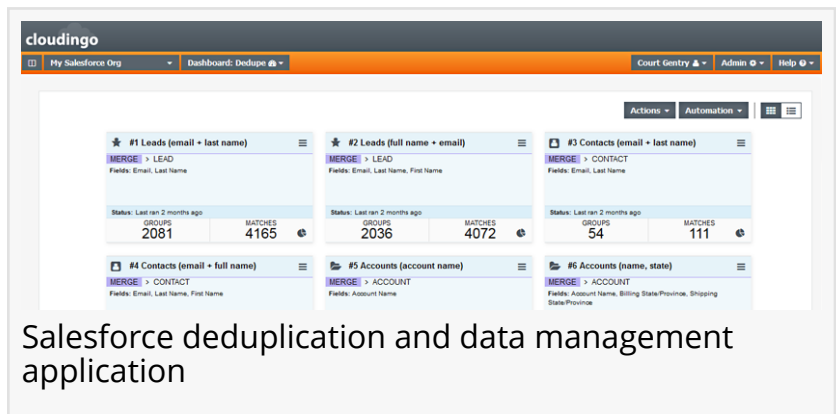 cloudingo
My Salesforce Org Dashboard: Dedupe Court Gentry Admin Help
Actions Automation
#1 Leads (email + last name)
MERGE > LEAD
Fields: Email, Last Name
Status: Last ran 2 months ago
GROUPS MATCHES
2081 4165
#2 Leads (full name + email)
MERGE > LEAD
Fields: Email, Last Name, First Name
Status: Last ran 2 months ago
GROUPS MATCHES
2036 4072
#3 Contacts (email + last name)
MERGE > CONTACT
Fields: Email, Last Name
Status: Last ran 2 months ago
GROUPS MATCHES
54 111
#4 Contacts (email + full name)
MERGE > CONTACT
Fields: Email, Last Name, First Name
#5 Accounts (account name)
MERGE > ACCOUNT
Fields: Account Name
#6 Accounts (name, state)
MERGE > ACCOUNT
Fields: Account Name, Billing State/Province, Shipping
State/Province
Salesforce deduplication and data management
application